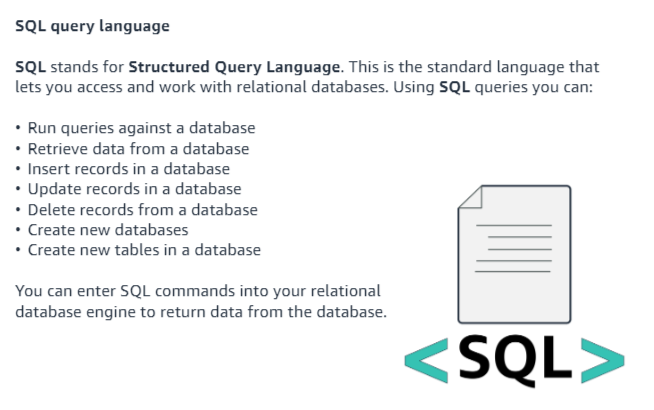 SQL query language
SQL stands for Structured Query Language. This is the standard language that
lets you access and work with relational databases. Using SQL queries you can:
• Run queries against a database
• Retrieve data from a database
• Insert records in a database
• Update records in a database
• Delete records from a database
• Create new databases
• Create new tables in a database
You can enter SQL commands into your relational
database engine to return data from the database.
<SQL>